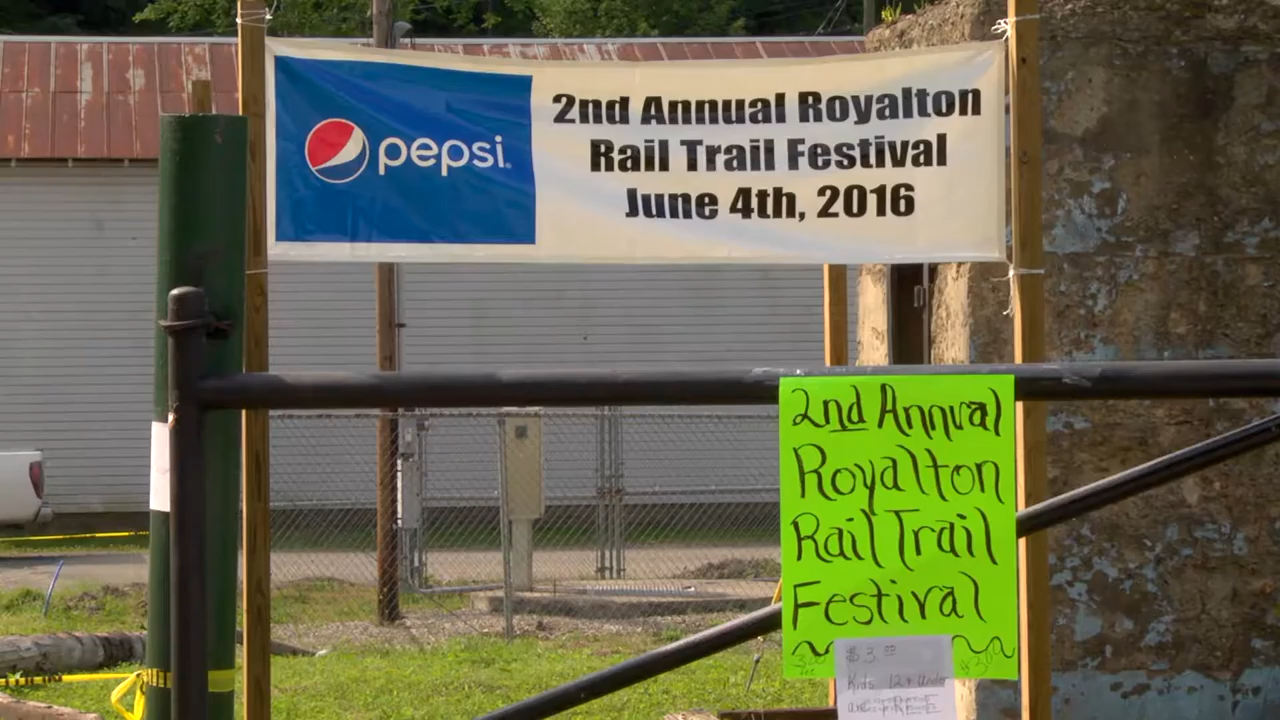 pepsi
2nd Annual Royalton
Rail Trail Festival
June 4th, 2016
2nd Annual
Royalton
Rail Trail
Festival
$3.00
Kids 12 & Under